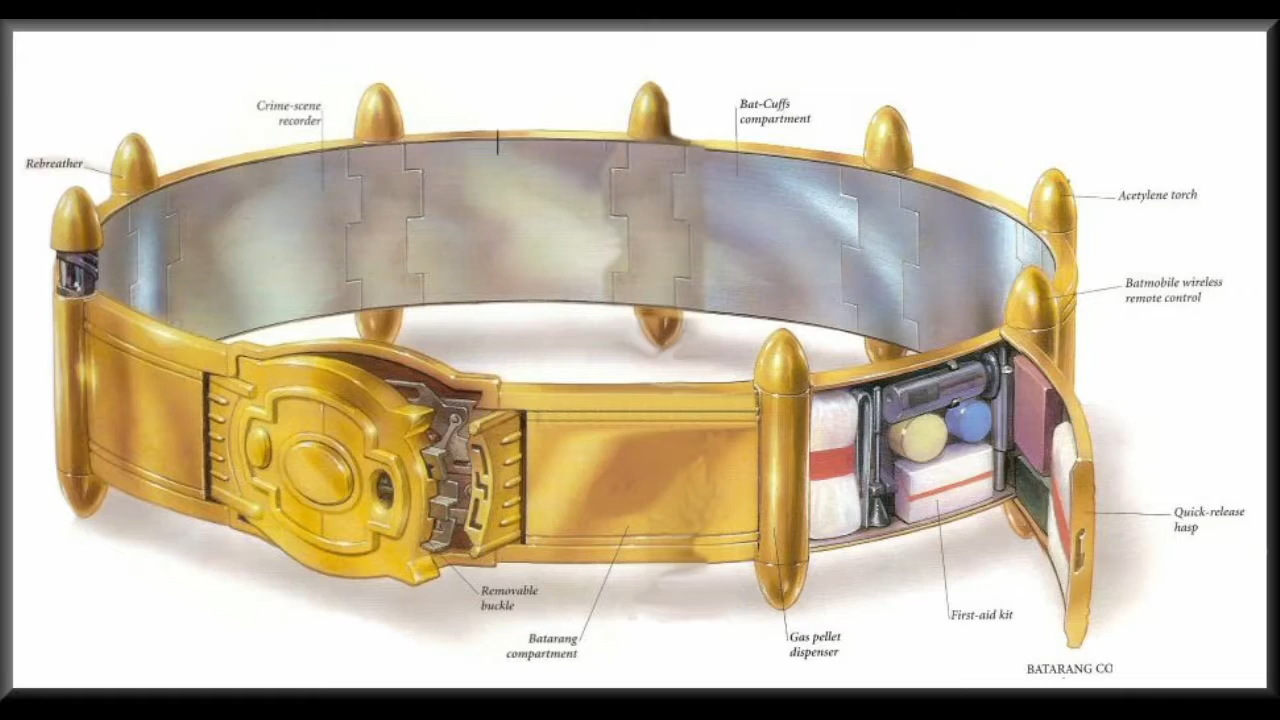 Crime-scene
recorder
Bat-Cuffs
compartment
Rebreather
Acetylene torch
Batmobile wireless
remote control
Quick-release
hasp
Removable
buckle
First-aid kit
Batarang
compartment
Gas pellet
dispenser
BATARANG CO